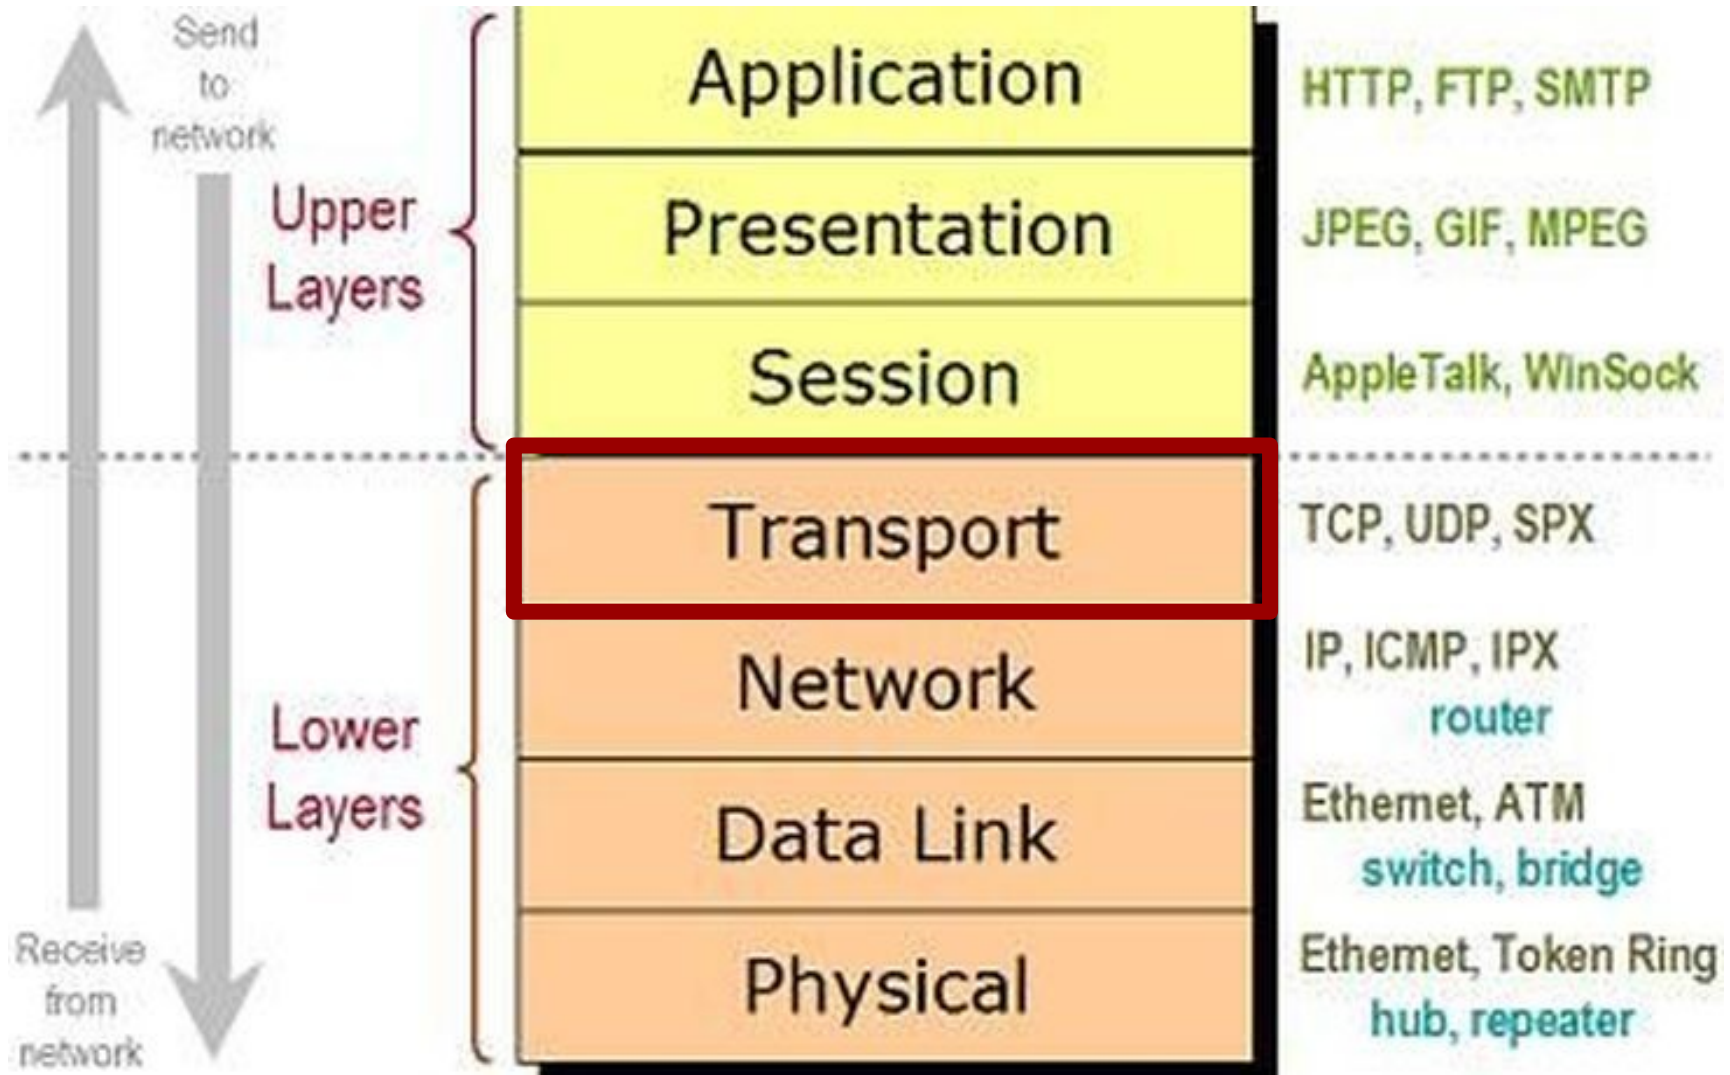 Send
to
network
Upper
Layers
Application
HTTP, FTP, SMTP
Presentation
JPEG, GIF, MPEG
Session
AppleTalk, WinSock
Transport
TCP, UDP, SPX
Lower
Layers
Network
IP, ICMP, IPX
router
Data Link
Ethernet, ATM
switch, bridge
Physical
Ethernet, Token Ring
hub, repeater
Receive
from
network